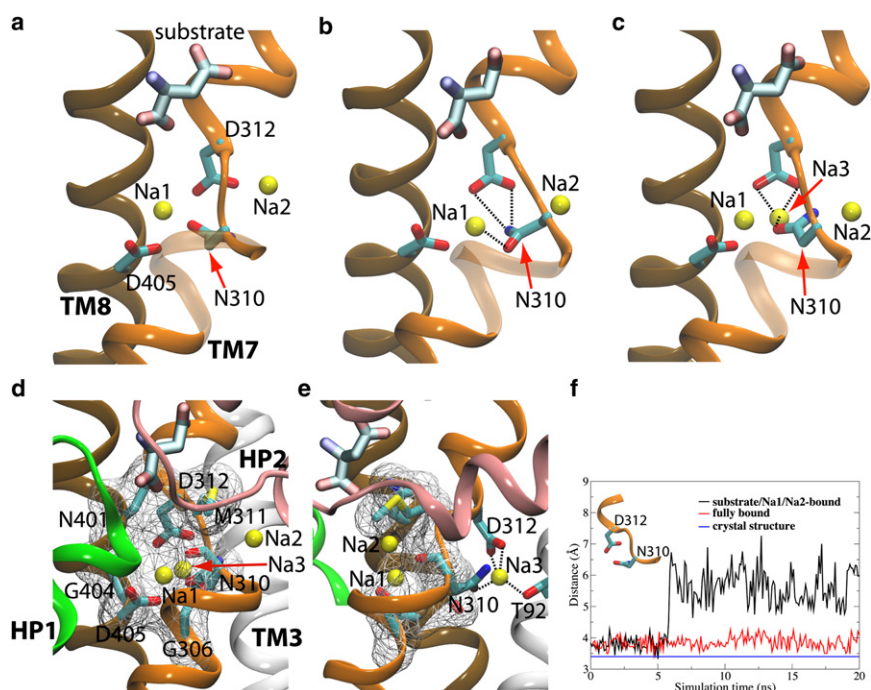 a
substrate
D312
Na1
Na2
D405
N310
TM8
TM7
b
Na1
Na2
N310
c
Na1
Na3
Na2
N310
d
HP2
D312
N401
M311
Na2
Na3
G404
Na1
N310
HP1
D405
TM3
G306
e
D312
Na2
Na3
Na1
N310
T92
f
9
8
7
6
5
4
3
Distance (Å)
D312
N310
substrate/Na1/Na2-bound
fully bound
crystal structure
0 5 10 15 20
Simulation time (ns)